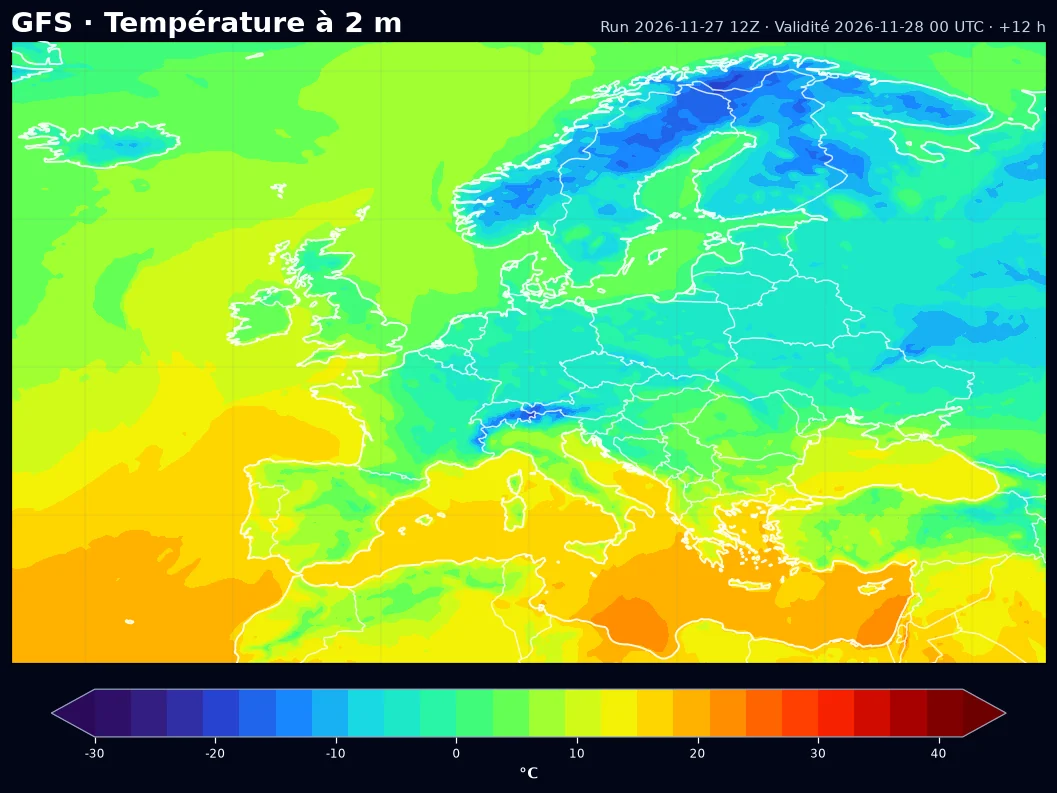 GFS · Température à 2 m
Run 2026-11-27 12Z · Validité 2026-11-28 00 UTC · +12 h
-30 -20 -10 0 10 20 30 40
°C